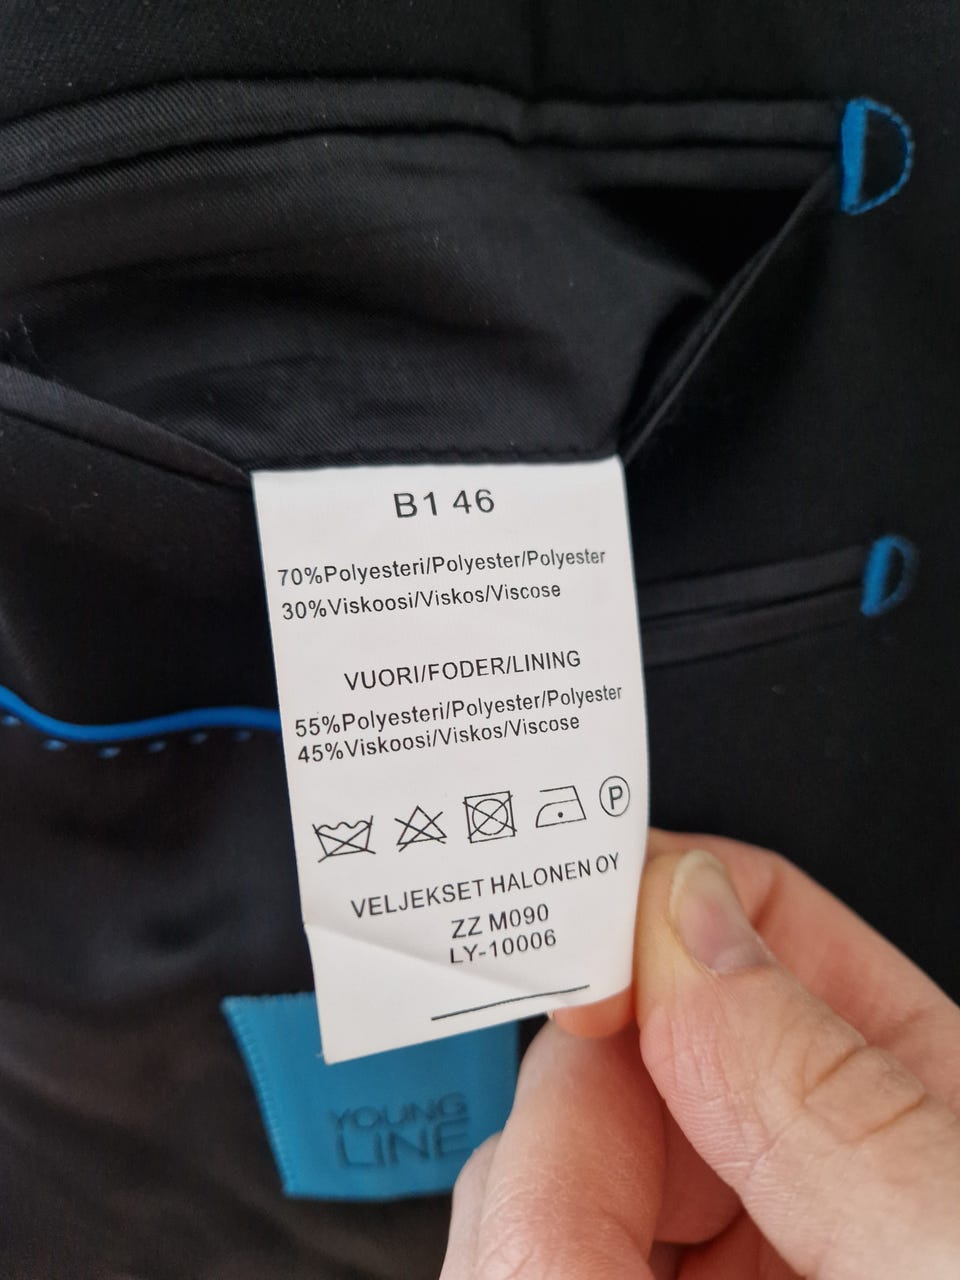 B1 46
70%Polyesteri/Polyester/Polyester
30%Viskoosi/Viskos/Viscose
VUORI/FODER/LINING
55%Polyesteri/Polyester/Polyester
45%Viskoosi/Viskos/Viscose
P
VELJEKSET HALONEN OY
ZZ M090
LY-10006
YOUNG
LINE